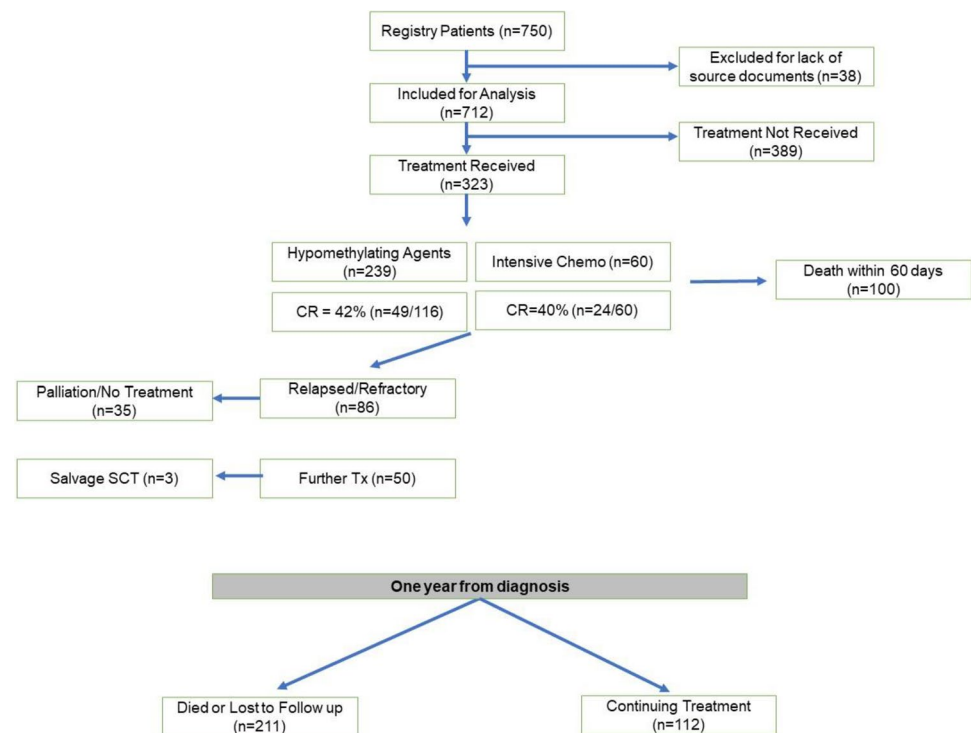 Registry Patients (n=750)
Excluded for lack of
source documents (n=38)
Included for Analysis
(n=712)
Treatment Not Received
(n=389)
Treatment Received
(n=323)
Hypomethylating Agents
(n=239)
Intensive Chemo (n=60)
Death within 60 days
(n=100)
CR = 42% (n=49/116)
CR=40% (n=24/60)
Relapsed/Refractory
(n=86)
Palliation/No Treatment
(n=35)
Salvage SCT (n=3)
Further Tx (n=50)
One year from diagnosis
Died or Lost to Follow up
(n=211)
Continuing Treatment
(n=112)